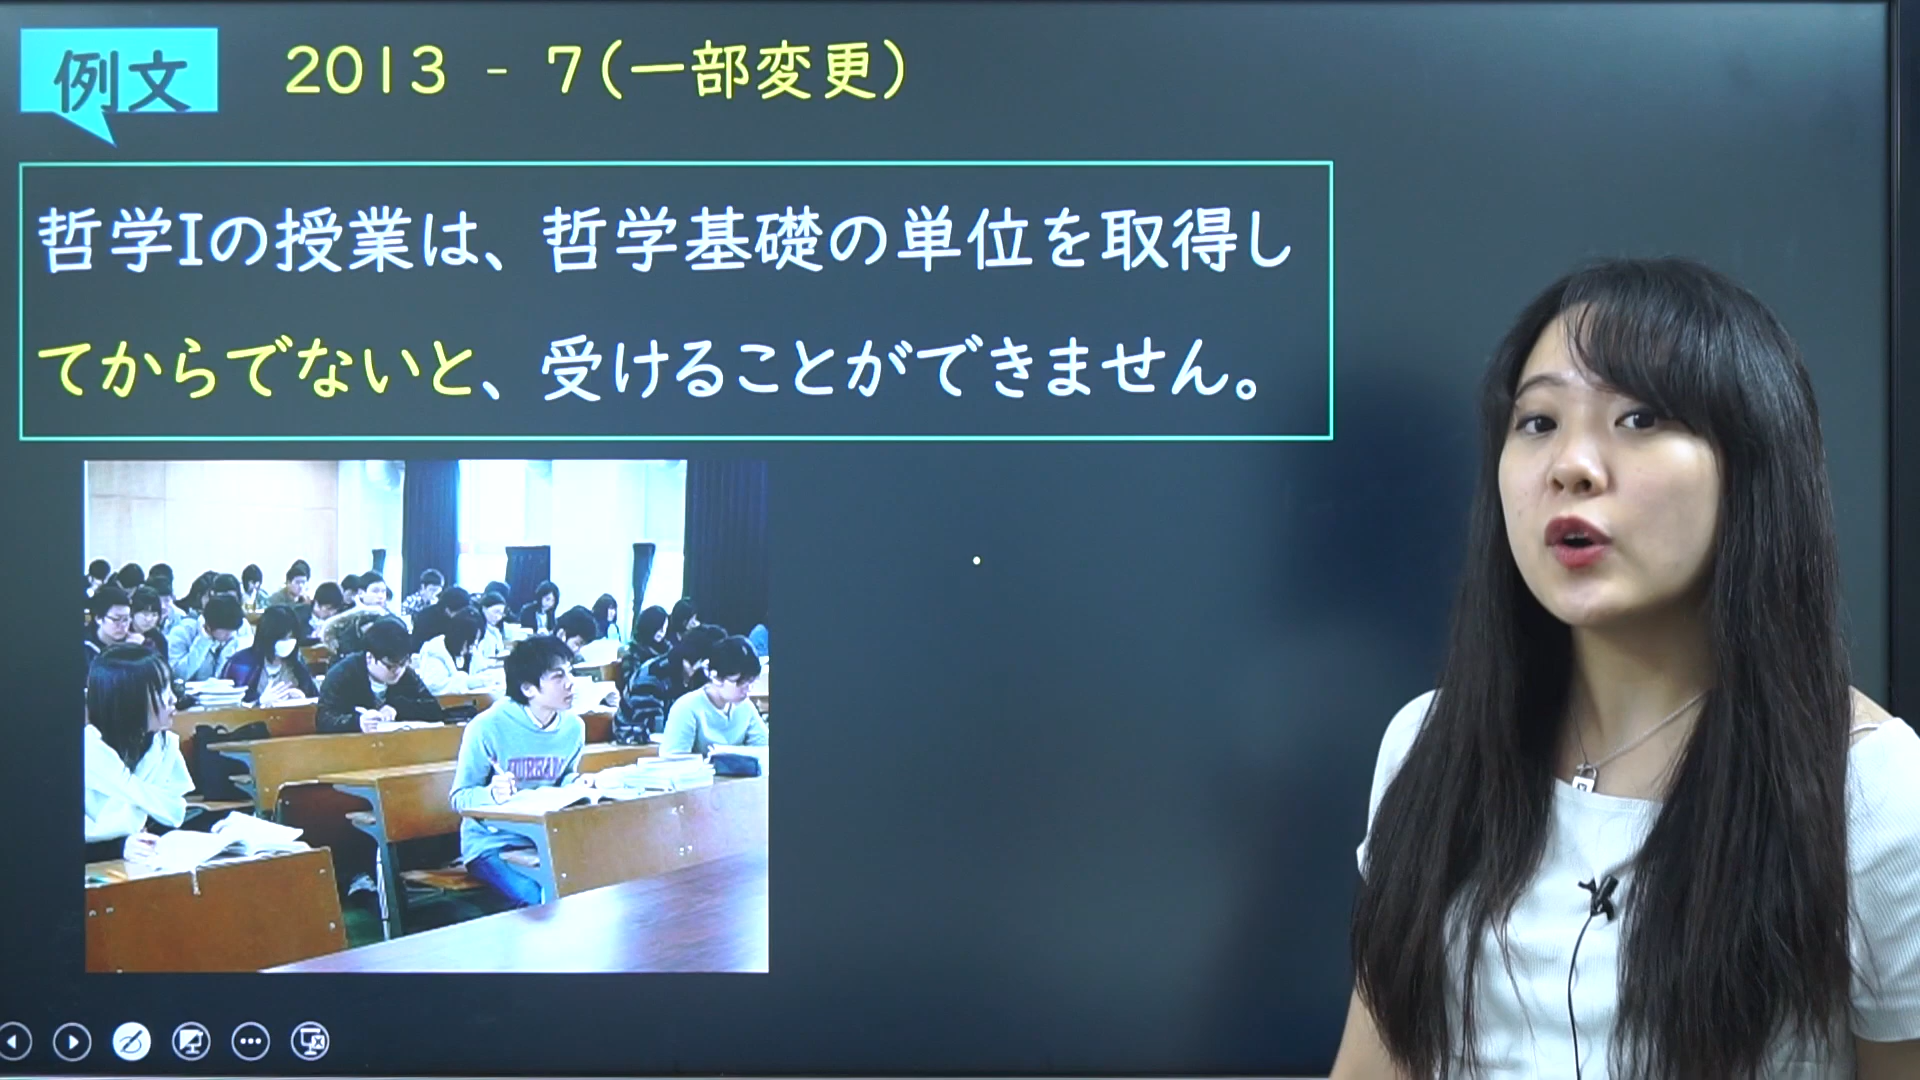 例文
2013 - 7(一部変更)
哲学Iの授業は、哲学基礎の単位を取得し
てからでないと、受けることができません。